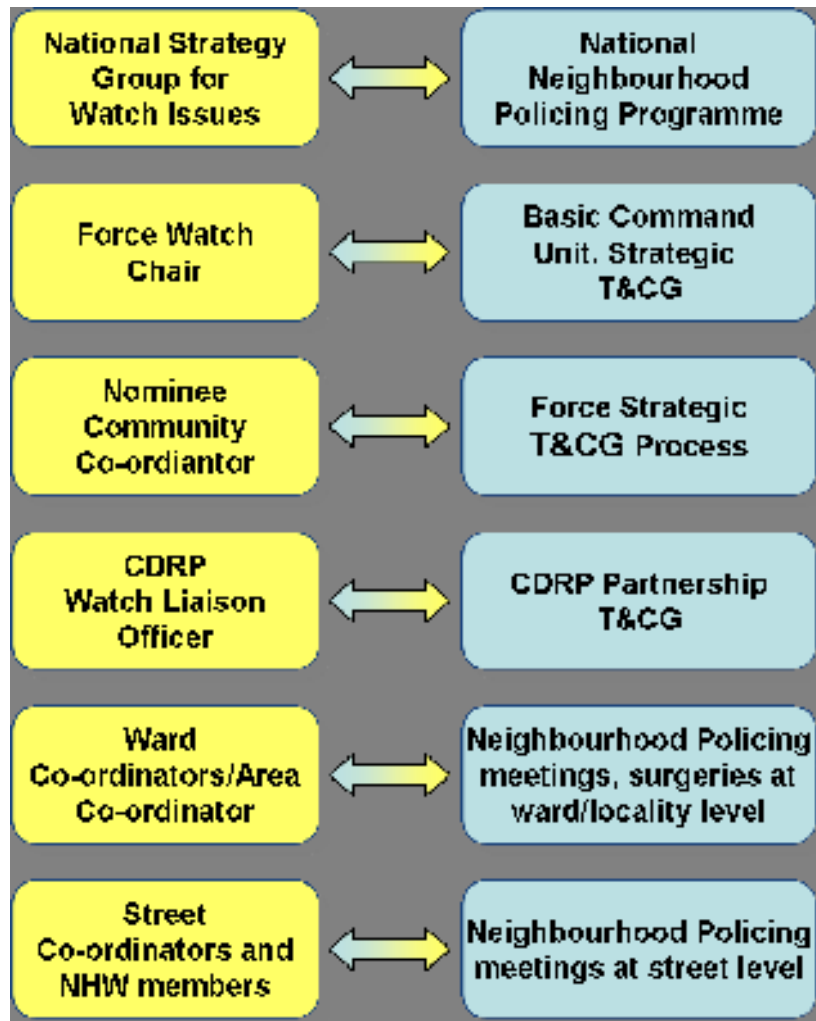 National Strategy
Group for
Watch Issues
National
Neighbourhood
Policing Programme
Force Watch
Chair
Basic Command
Unit. Strategic
T&CG
Nominee
Community
Co-ordiantor
Force Strategic
T&CG Process
CDRP
Watch Liaison
Officer
CDRP Partnership
T&CG
Ward
Co-ordinators/Area
Co-ordinator
Neighbourhood Policing
meetings, surgeries at
ward/locality level
Street
Co-ordinators and
NHW members
Neighbourhood Policing
meetings at street level